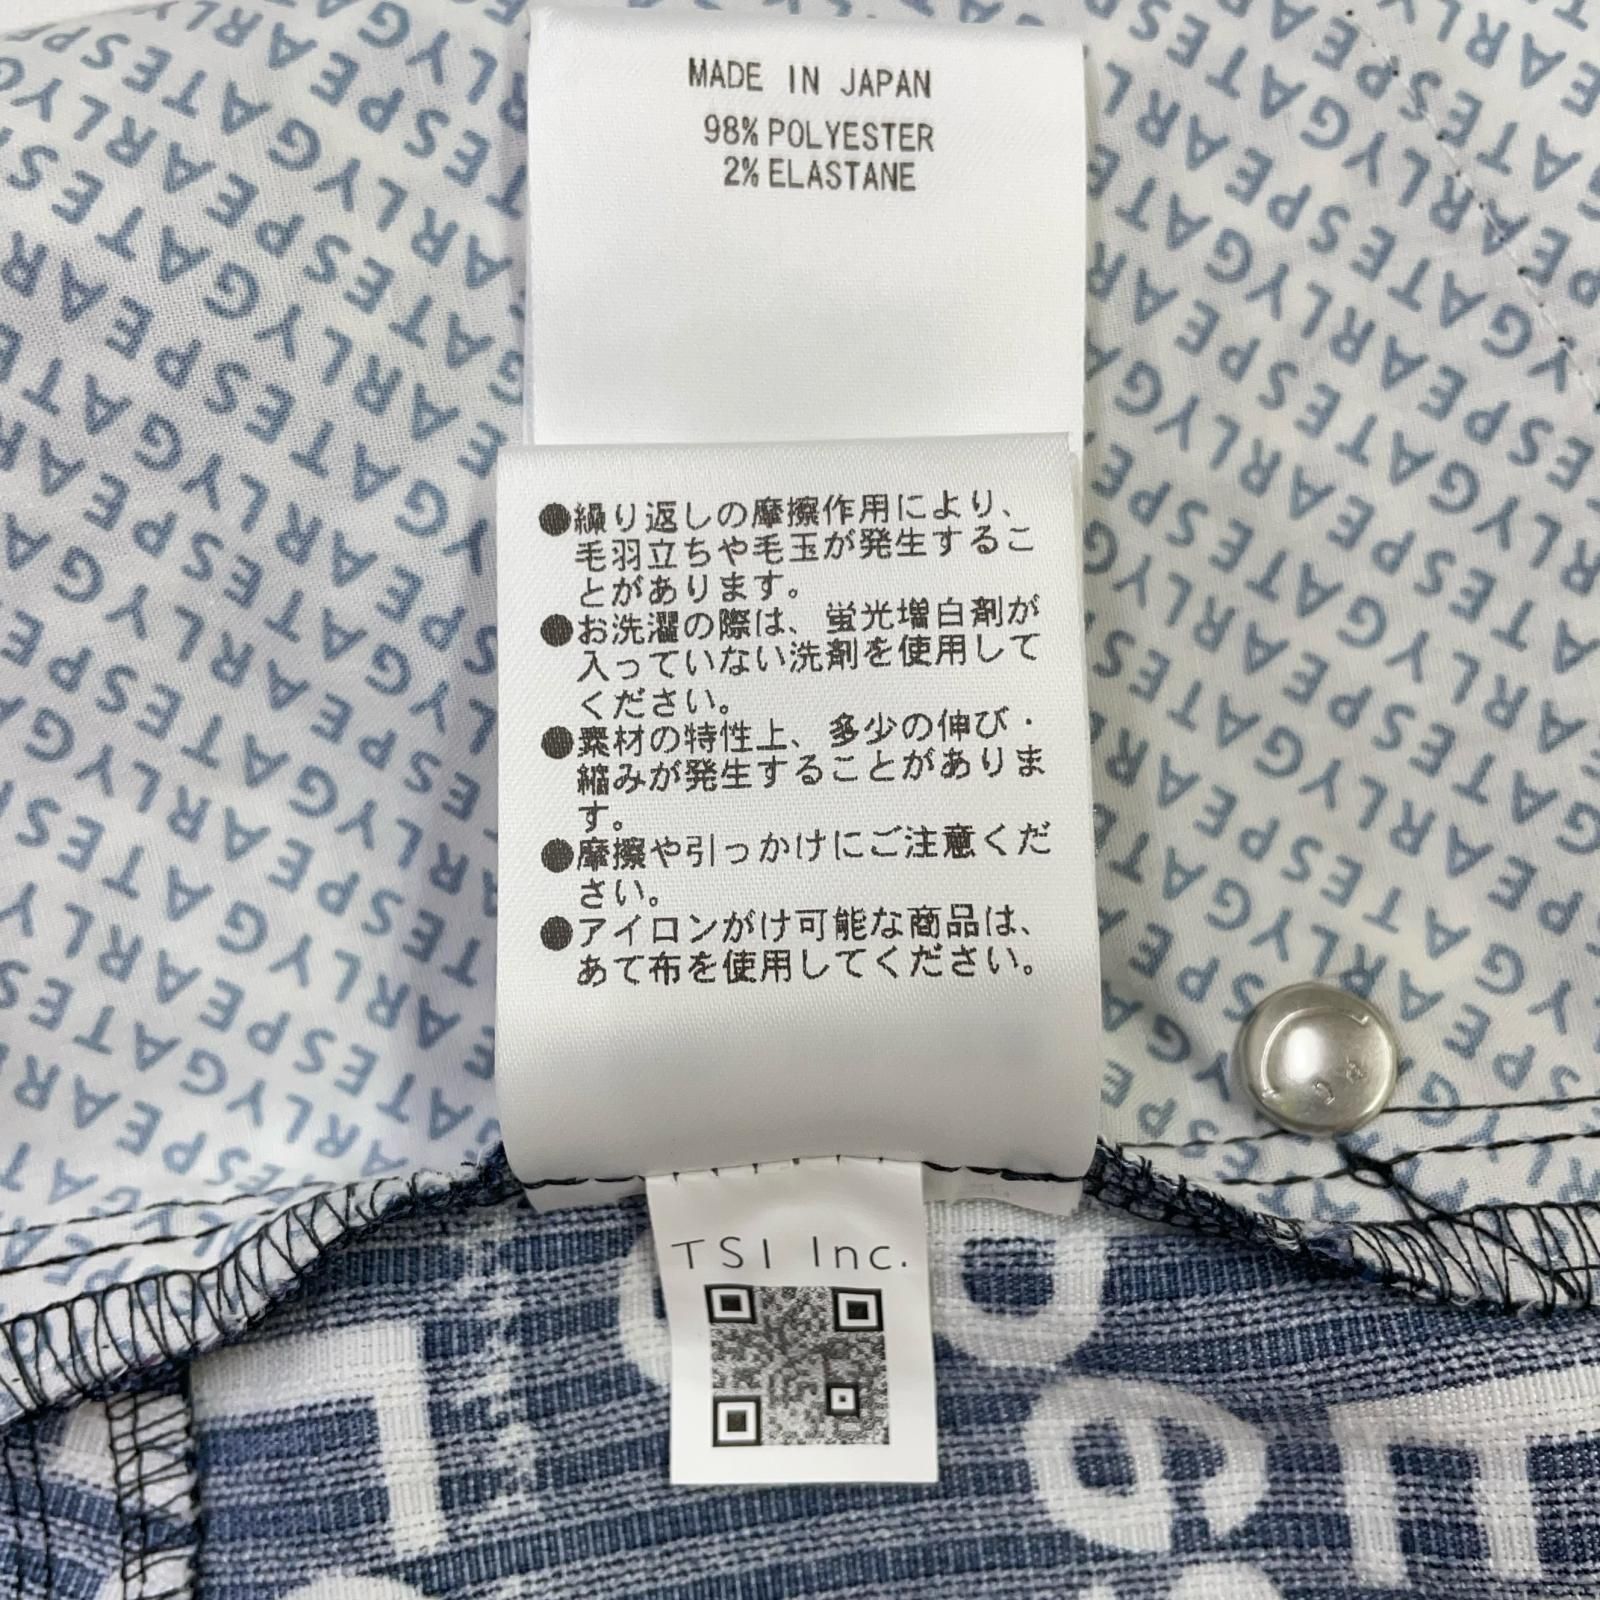 MADE IN JAPAN
98% POLYESTER
2% ELASTANE
●繰り返しの摩擦作用により、
毛羽立ちや毛玉が発生するこ
とがあります。
●お洗濯の際は、蛍光増白剤が
入っていない洗剤を使用して
ください。
●素材の特性上、多少の伸び・
縮みが発生することがありま
す。
●摩擦や引っかけにご注意くだ
さい。
●アイロンがけ可能な商品は、
あて布を使用してください。
TSI Inc.
PEARLYGATES